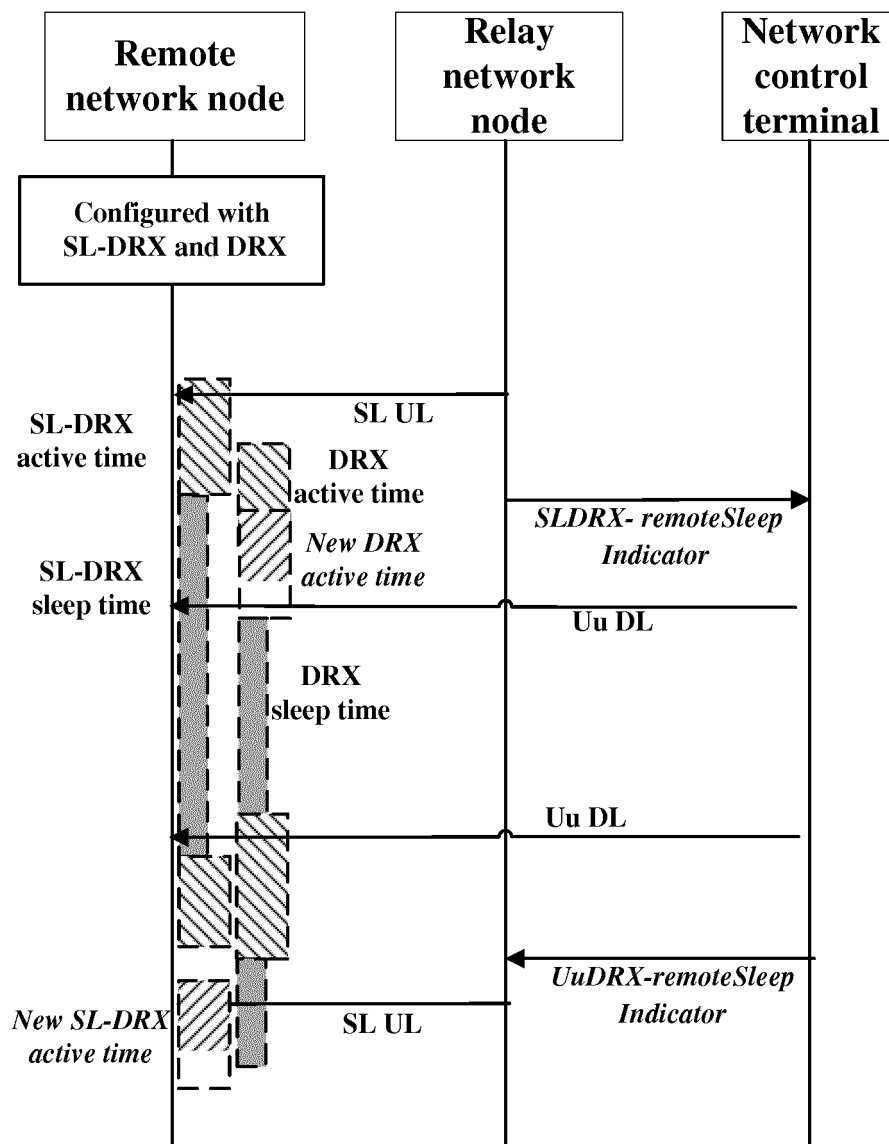 Remote
network node
Relay
network
node
Network
control
terminal
Configured with
SL-DRX and DRX
SL UL
SL-DRX
active time
DRX
active time
SLDRX- remoteSleep
Indicator
New DRX
active time
SL-DRX
sleep time
Uu DL
DRX
sleep time
Uu DL
UuDRX-remoteSleep
Indicator
New SL-DRX
active time
SL UL